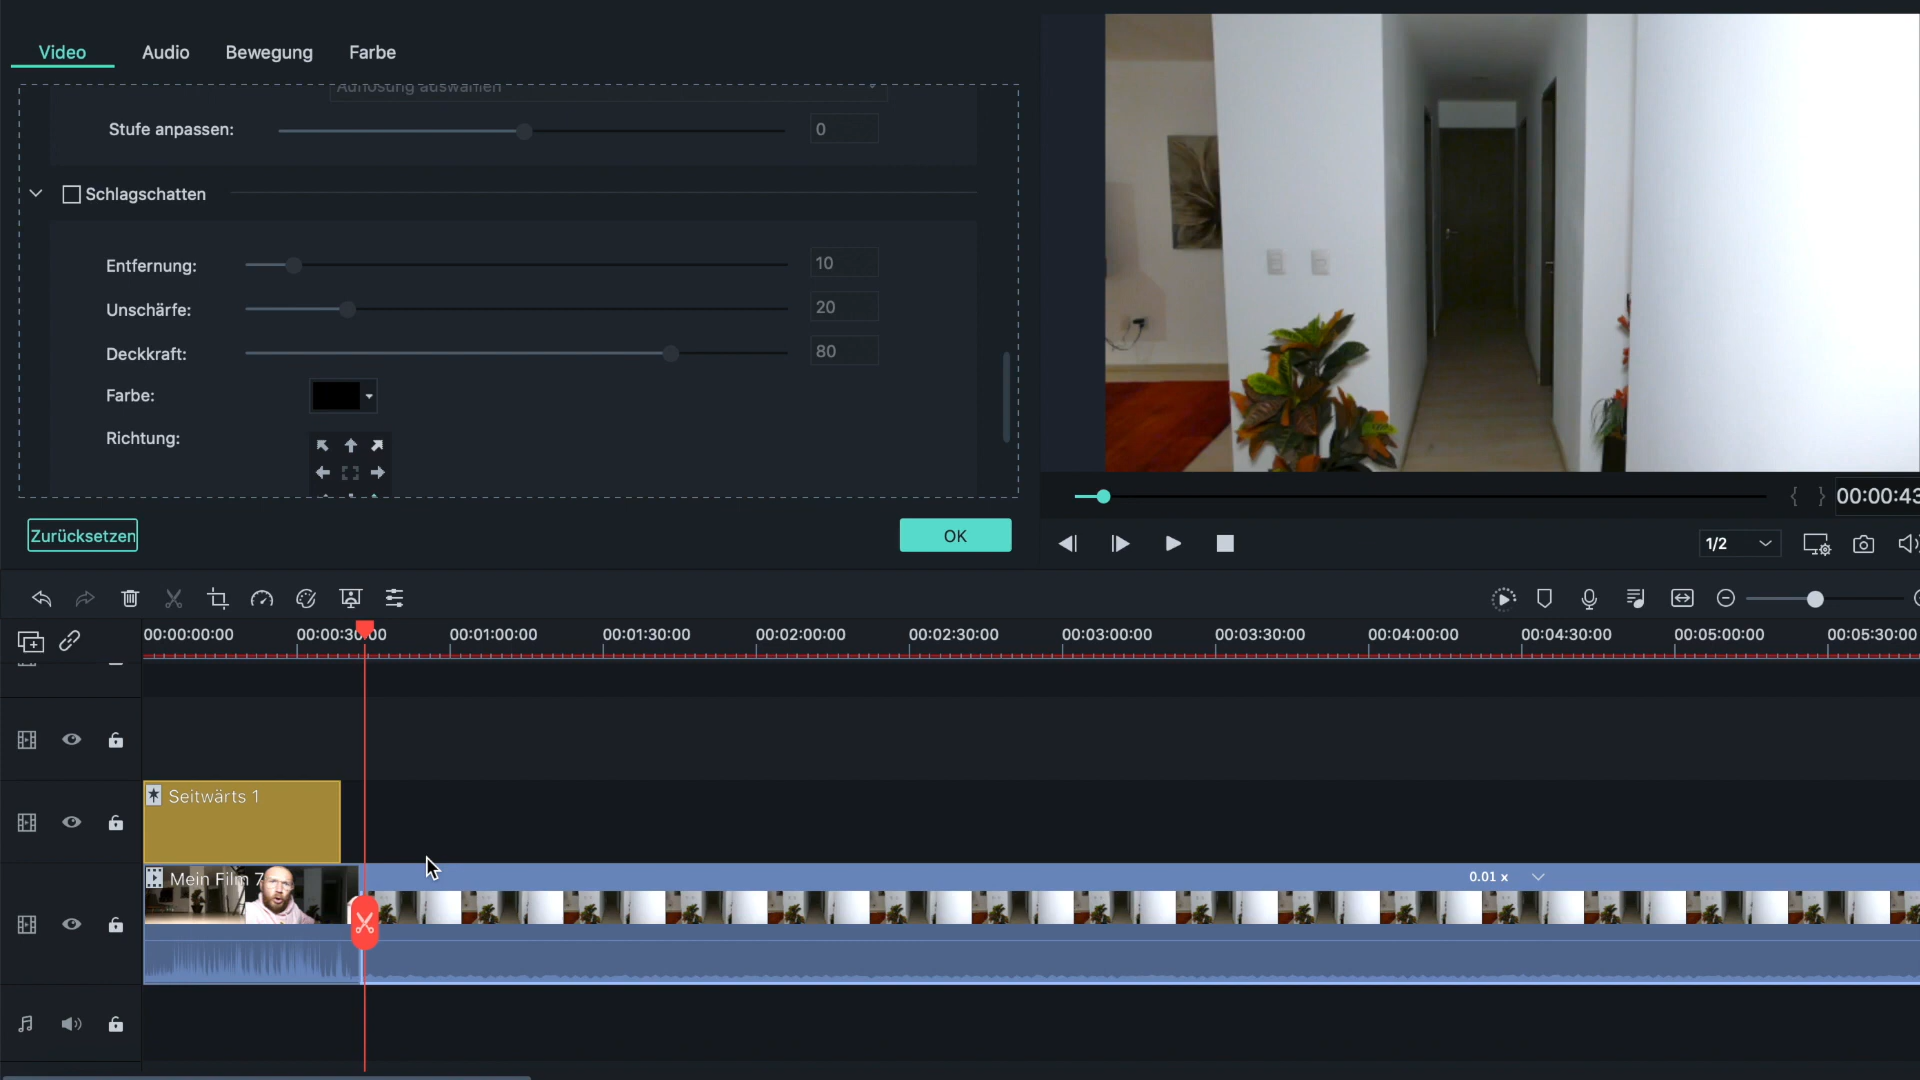 Video Audio Bewegung Farbe
Auflösung auswählen
Stufe anpassen: 0
Schlagschatten
Entfernung: 10
Unschärfe: 20
Deckkraft: 80
Farbe:
Richtung:
Zurücksetzen OK
00:00:43
1/2
00:00:00:00 00:00:30:00 00:01:00:00 00:01:30:00 00:02:00:00 00:02:30:00 00:03:00:00 00:03:30:00 00:04:00:00 00:04:30:00 00:05:00:00 00:05:30:00
Seitwärts 1
Mein Film 7 0.01 x